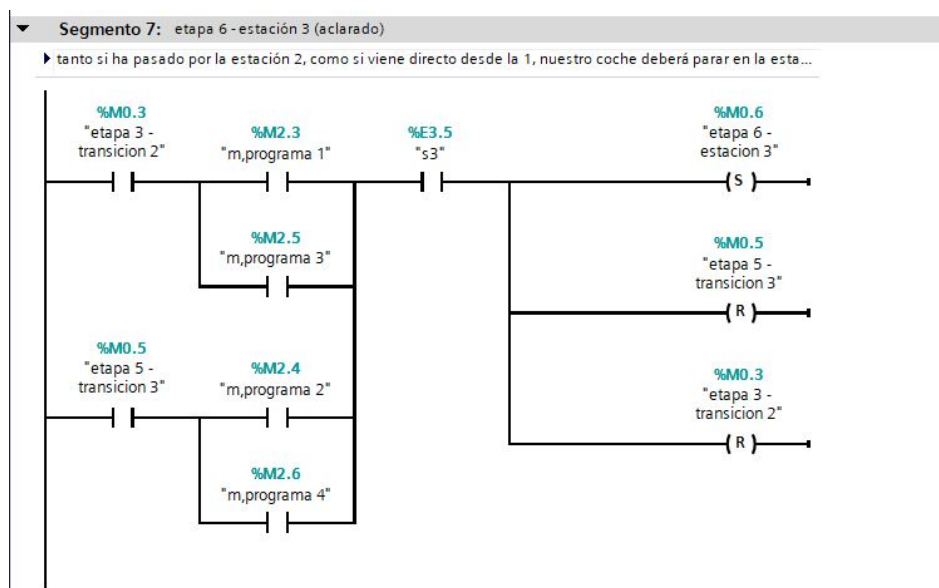 Segmento 7: etapa 6 - estación 3 (aclarado)
tanto si ha pasado por la estación 2, como si viene directo desde la 1, nuestro coche deberá parar en la esta...
%M0.3
"etapa 3 -
transicion 2"
%M2.3
"m,programa 1"
%E3.5
"s3"
%M0.6
"etapa 6 -
estacion 3"
S
%M2.5
"m,programa 3"
%M0.5
"etapa 5 -
transicion 3"
R
%M0.5
"etapa 5 -
transicion 3"
%M2.4
"m,programa 2"
%M0.3
"etapa 3 -
transicion 2"
R
%M2.6
"m,programa 4"